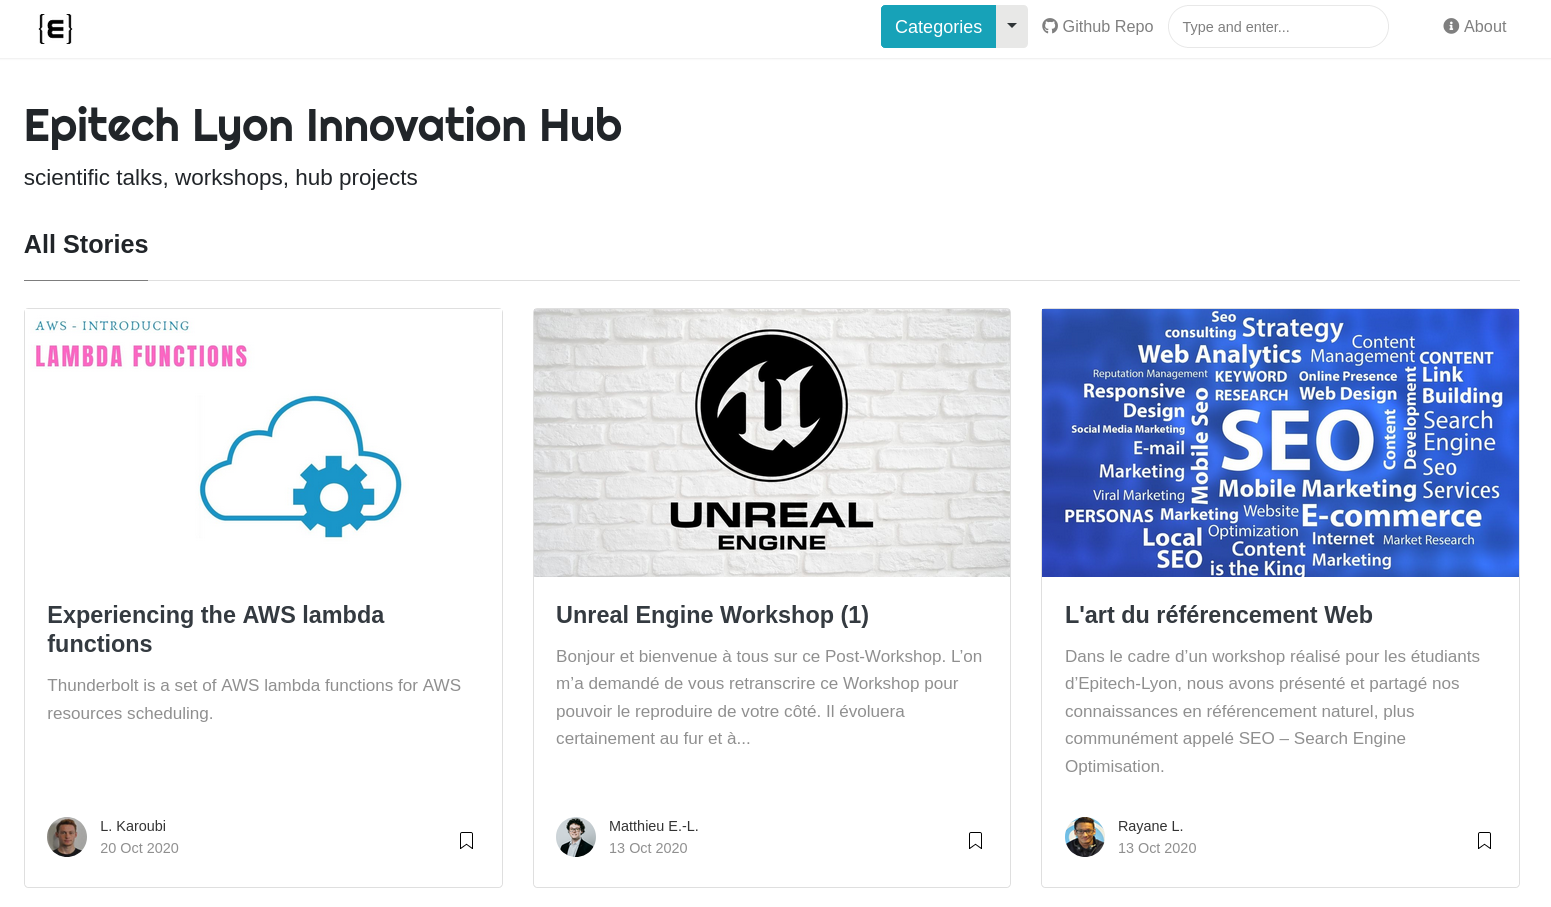 {E}
Categories
Github Repo
Type and enter...
About
Epitech Lyon Innovation Hub
scientific talks, workshops, hub projects
All Stories
AWS - INTRODUCING
LAMBDA FUNCTIONS
Experiencing the AWS lambda
functions
Thunderbolt is a set of AWS lambda functions for AWS
resources scheduling.
L. Karoubi
20 Oct 2020
UNREAL
ENGINE
Unreal Engine Workshop (1)
Bonjour et bienvenue à tous sur ce Post-Workshop. L’on
m’a demandé de vous retranscrire ce Workshop pour
pouvoir le reproduire de votre côté. Il évoluera
certainement au fur et à...
Matthieu E.-L.
13 Oct 2020
Seo
consulting
Strategy
Content
Management
CONTENT
Web Analytics
Reputation Management
KEYWORD
RESEARCH
Online Presence
Web Design
Link
Building
Responsive
Design
Social Media Marketing
E-mail
Marketing
Viral Marketing
Mobile Seo
SEO
Content
Development
Search
Engine
Seo
Services
Mobile Marketing
PERSONAS
Marketing
Website
Optimization
E-commerce
Local
SEO
Content
is the King
Internet
Marketing
Market Research
L'art du référencement Web
Dans le cadre d’un workshop réalisé pour les étudiants
d’Epitech-Lyon, nous avons présenté et partagé nos
connaissances en référencement naturel, plus
communément appelé SEO – Search Engine
Optimisation.
Rayane L.
13 Oct 2020